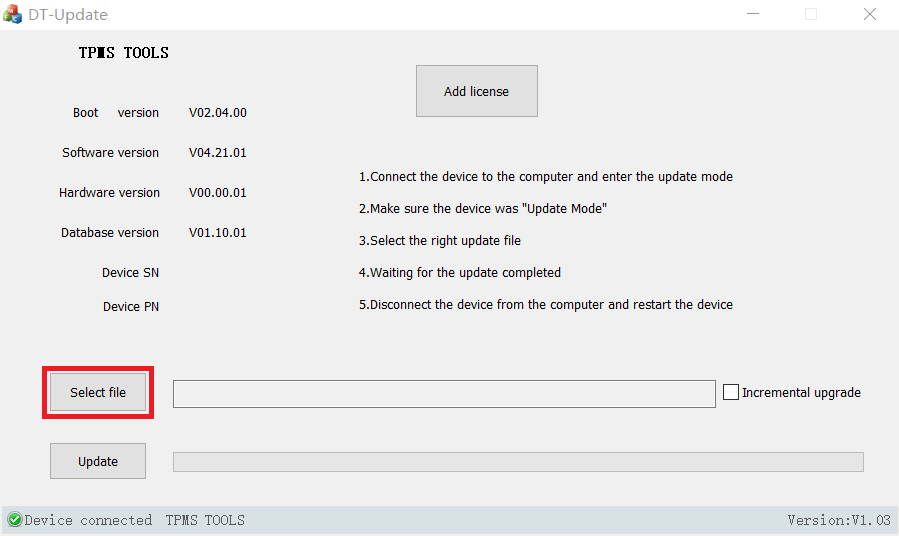 DT-Update
TPMS TOOLS
Add license
Boot version V02.04.00
Software version V04.21.01
Hardware version V00.00.01
Database version V01.10.01
Device SN
Device PN
1.Connect the device to the computer and enter the update mode
2.Make sure the device was "Update Mode"
3.Select the right update file
4.Waiting for the update completed
5.Disconnect the device from the computer and restart the device
Select file
Incremental upgrade
Update
Device connected TPMS TOOLS
Version:V1.03